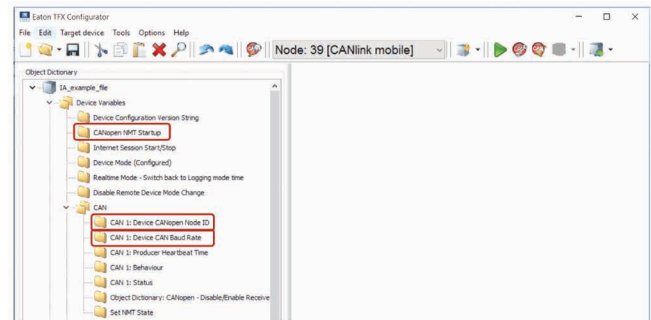 Eaton TFX Configurator
File Edit Target device Tools Options Help
Node: 39 [CANlink mobile]
Object Dictionary
IA_example_file
Device Variables
Device Configuration Version String
CANopen NMT Startup
Internet Session Start/Stop
Device Mode (Configured)
Realtime Mode - Switch back to Logging mode time
Disable Remote Device Mode Change
CAN
CAN 1: Device CANopen Node ID
CAN 1: Device CAN Baud Rate
CAN 1: Producer Heartbeat Time
CAN 1: Behaviour
CAN 1: Status
Object Dictionary: CANopen - Disable/Enable Receive
Set NMT State